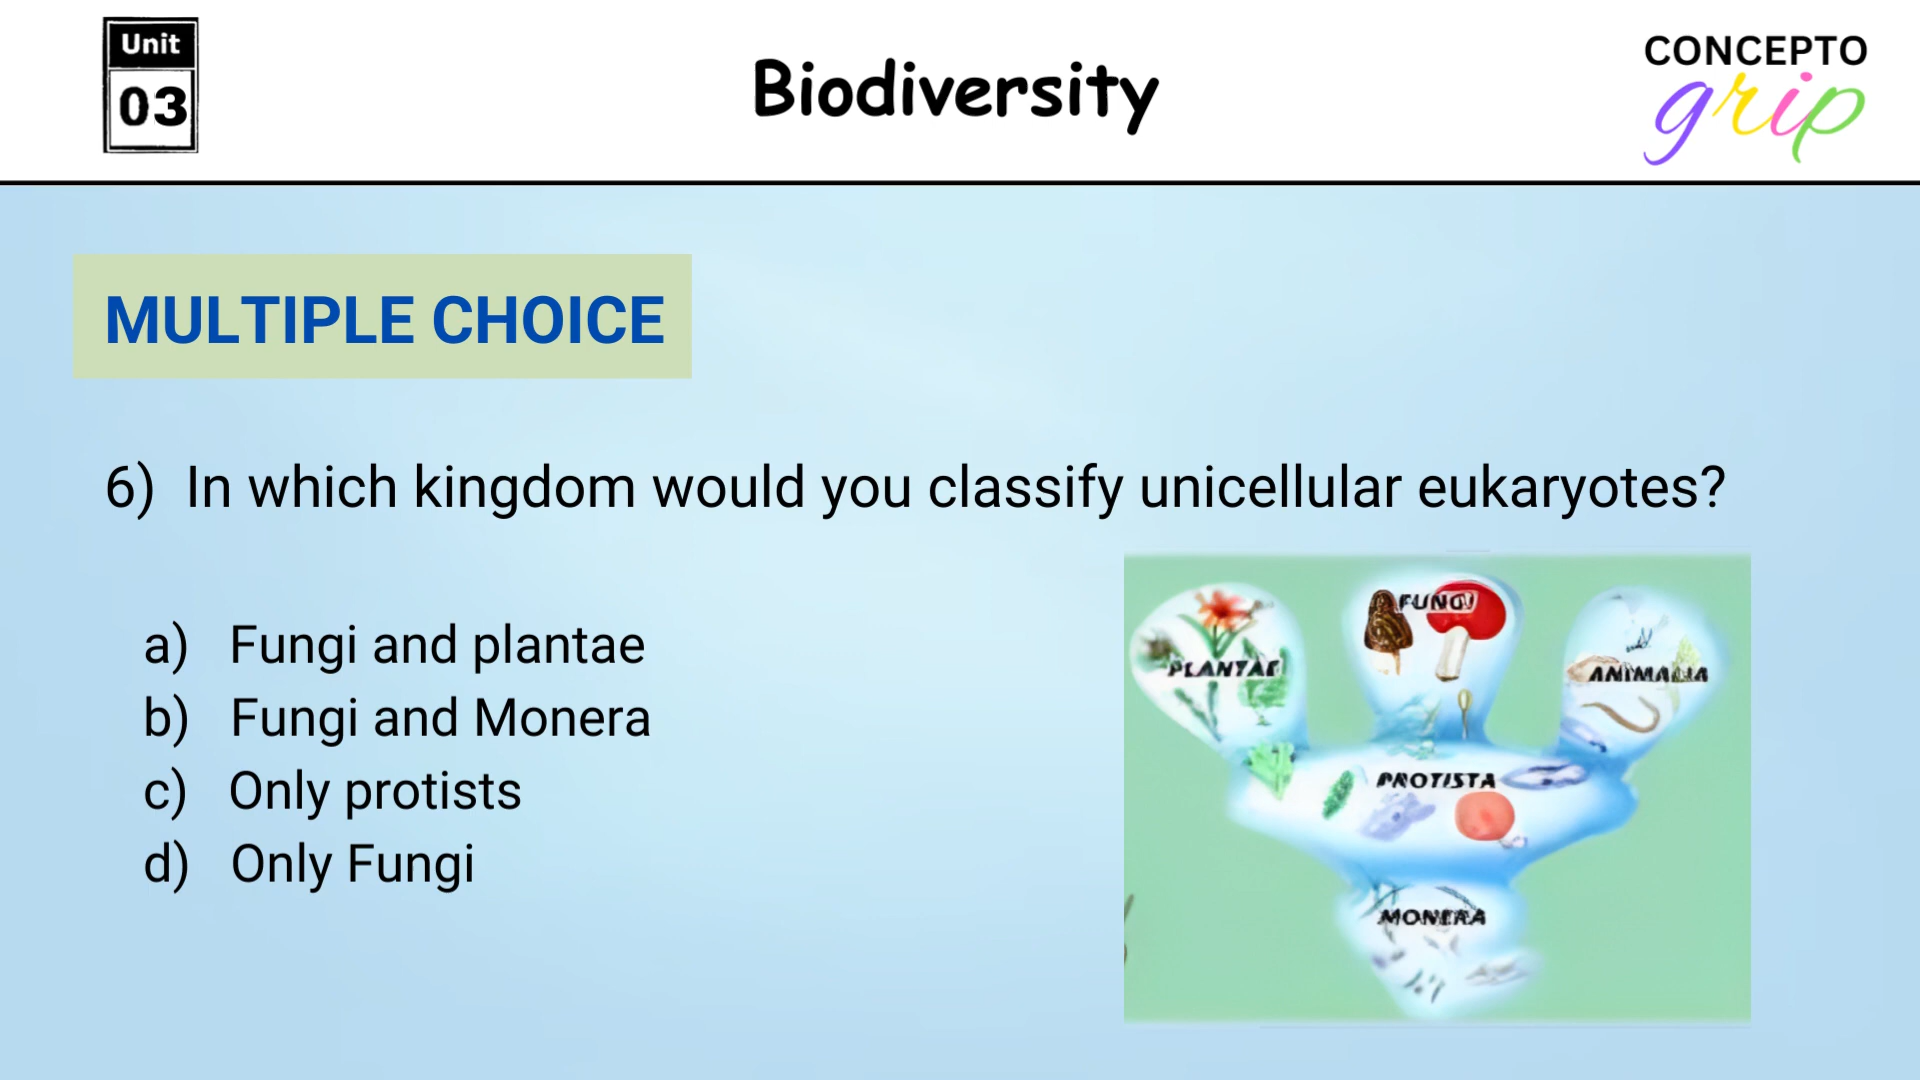 Unit
03
Biodiversity
CONCEPTO
grip
MULTIPLE CHOICE
6) In which kingdom would you classify unicellular eukaryotes?
a) Fungi and plantae
b) Fungi and Monera
c) Only protists
d) Only Fungi
FUNGI
PLANTAE
ANIMALIA
PROTISTA
MONERA